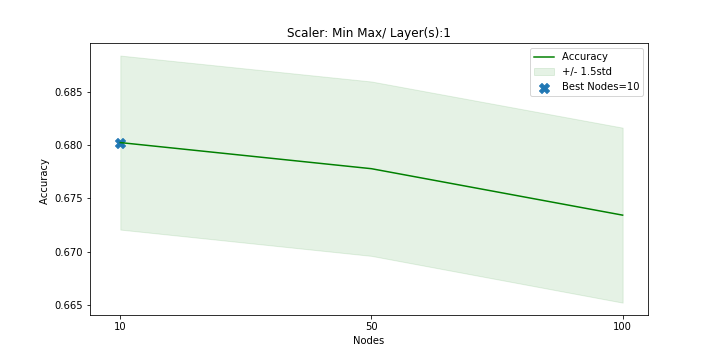 Scaler: Min Max/ Layer(s):1
Accuracy
+/- 1.5std
Best Nodes=10
0.685
0.680
0.675
0.670
0.665
Accuracy
10
50
100
Nodes